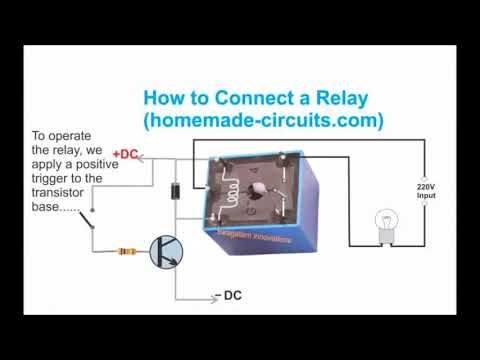 How to Connect a Relay
(homemade-circuits.com)
To operate
the relay, we
apply a positive
trigger to the
transistor
base......
+DC
220V
Input
swagatam innovations
− DC